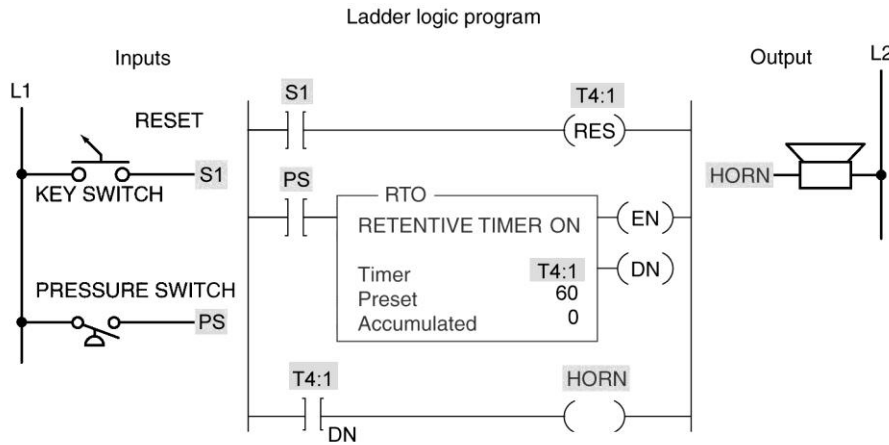 Ladder logic program
Inputs
Output
L1
L2
RESET
S1
KEY SWITCH
PRESSURE SWITCH
PS
S1
T4:1
RES
PS
RTO
RETENTIVE TIMER ON
EN
Timer T4:1
DN
Preset 60
Accumulated 0
T4:1
DN
HORN
HORN